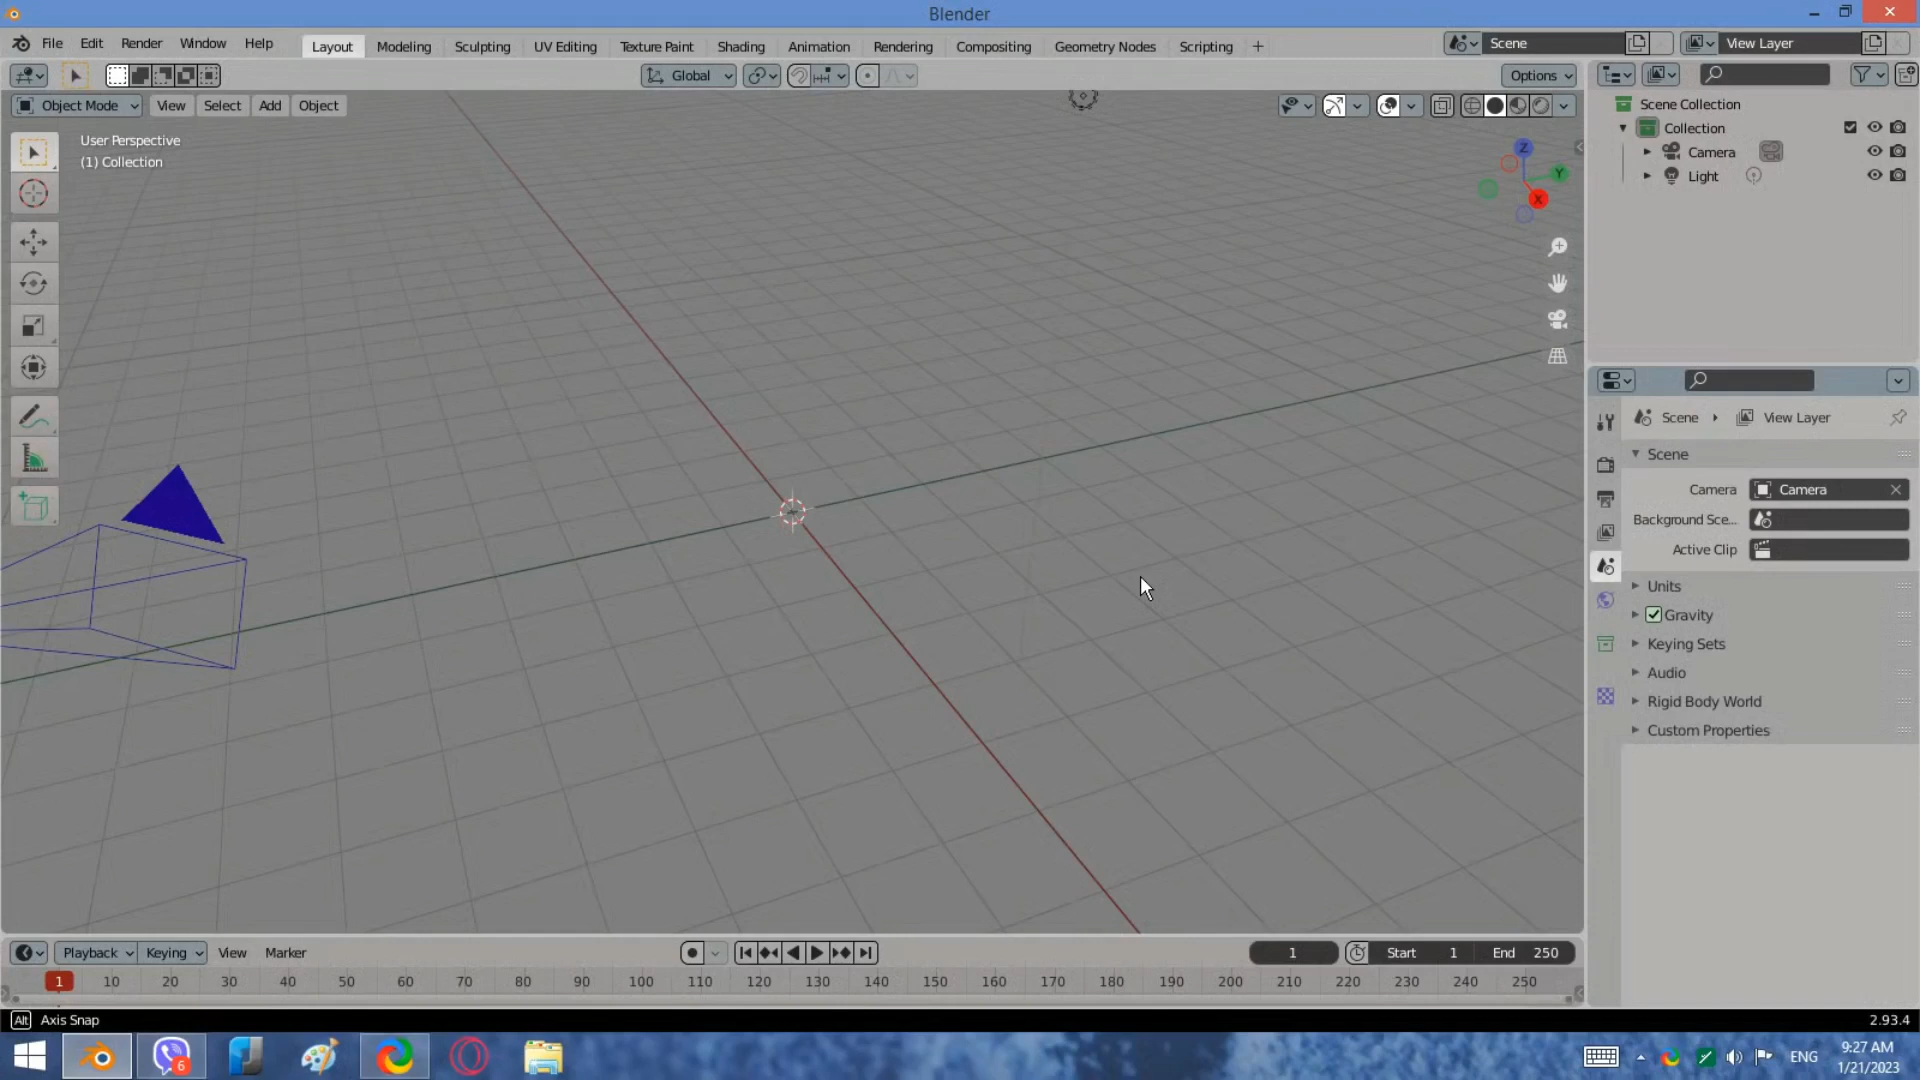 Blender
File Edit Render Window Help Layout Modeling Sculpting UV Editing Texture Paint Shading Animation Rendering Compositing Geometry Nodes Scripting + Scene View Layer
Global Options
Object Mode View Select Add Object
User Perspective
(1) Collection
Z
Y
X
Scene Collection
Collection
Camera
Light
Scene View Layer
Scene
Camera Camera
Background Sce...
Active Clip
Units
Gravity
Keying Sets
Audio
Rigid Body World
Custom Properties
Playback Keying View Marker 1 Start 1 End 250
1 10 20 30 40 50 60 70 80 90 100 110 120 130 140 150 160 170 180 190 200 210 220 230 240 250
Alt Axis Snap 2.93.4
6
ENG
9:27 AM
1/21/2023